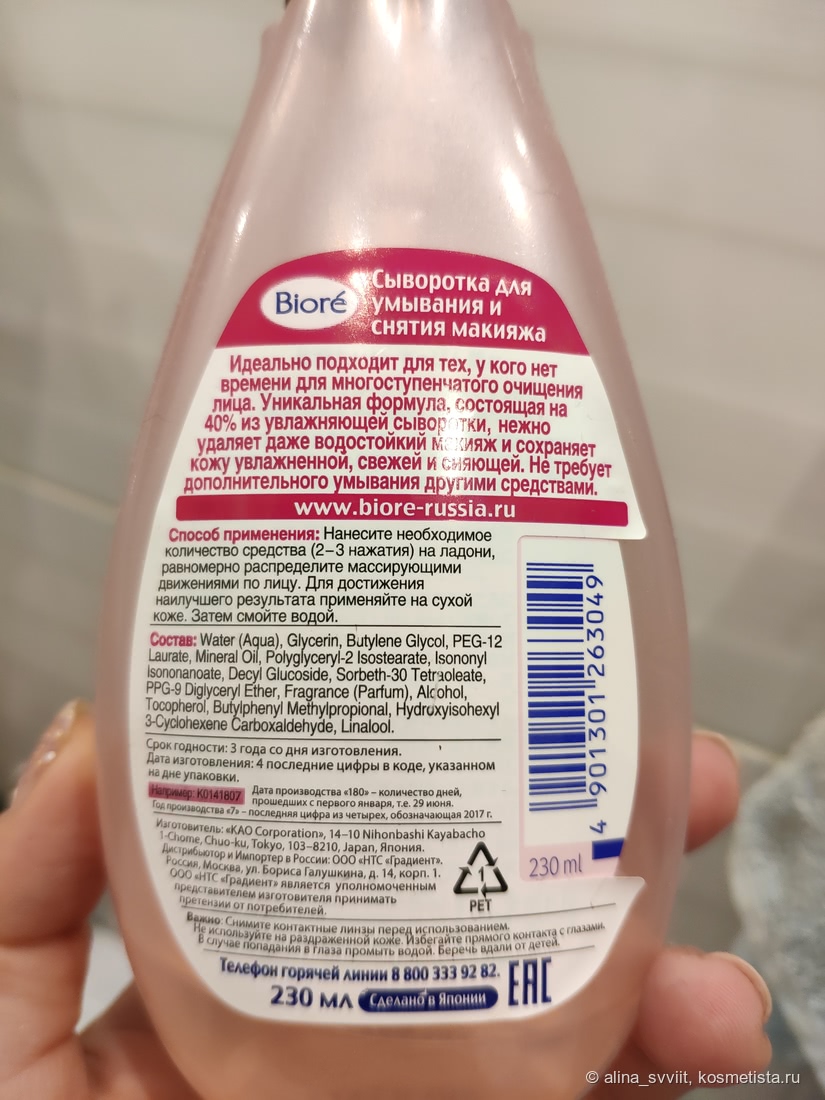 Bioré
Сыворотка для
умывания и
снятия макияжа
Идеально подходит для тех, у кого нет
времени для многоступенчатого очищения
лица. Уникальная формула, состоящая на
40% из увлажняющей сыворотки, нежно
удаляет даже водостойкий макияж и сохраняет
кожу увлажненной, свежей и сияющей. Не требует
дополнительного умывания другими средствами.
www.biore-russia.ru
Способ применения: Нанесите необходимое
количество средства (2–3 нажатия) на ладони,
равномерно распределите массирующими
движениями по лицу. Для достижения
наилучшего результата применяйте на сухой
коже. Затем смойте водой.
Состав: Water (Aqua), Glycerin, Butylene Glycol, PEG-12
Laurate, Mineral Oil, Polyglyceryl-2 Isostearate, Isononyl
Isononanoate, Decyl Glucoside, Sorbeth-30 Tetraoleate,
PPG-9 Diglyceryl Ether, Fragrance (Parfum), Alcohol,
Tocopherol, Butylphenyl Methylpropional, Hydroxyisohexyl
3-Cyclohexene Carboxaldehyde, Linalool.
Срок годности: 3 года со дня изготовления.
Дата изготовления: 4 последние цифры в коде, указанном
на дне упаковки.
Например: K0141807
Дата производства «180» – количество дней,
прошедших с первого января, т.е. 29 июня.
Год производства «7» – последняя цифра из четырех, обозначающая 2017 г.
Изготовитель: «КАО Corporation», 14–10 Nihonbashi Kayabacho
1-Chome, Chuo-ku, Tokyo, 103–8210, Japan, Япония.
Дистрибьютор и Импортер в России: ООО «НТС «Градиент».
Россия, Москва, ул. Бориса Галушкина, д. 14, корп. 1.
ООО «НТС «Градиент» является уполномоченным
представителем изготовителя принимать
претензии от потребителей.
4 901301 263049
230 ml
1
PET
Важно: Снимите контактные линзы перед использованием.
Не используйте на раздраженной коже. Избегайте прямого контакта с глазами.
В случае попадания в глаза промыть водой. Беречь вдали от детей.
Телефон горячей линии 8 800 333 92 82.
230 мл Сделано в Японии EAC
© alina_svviit, kosmetista.ru